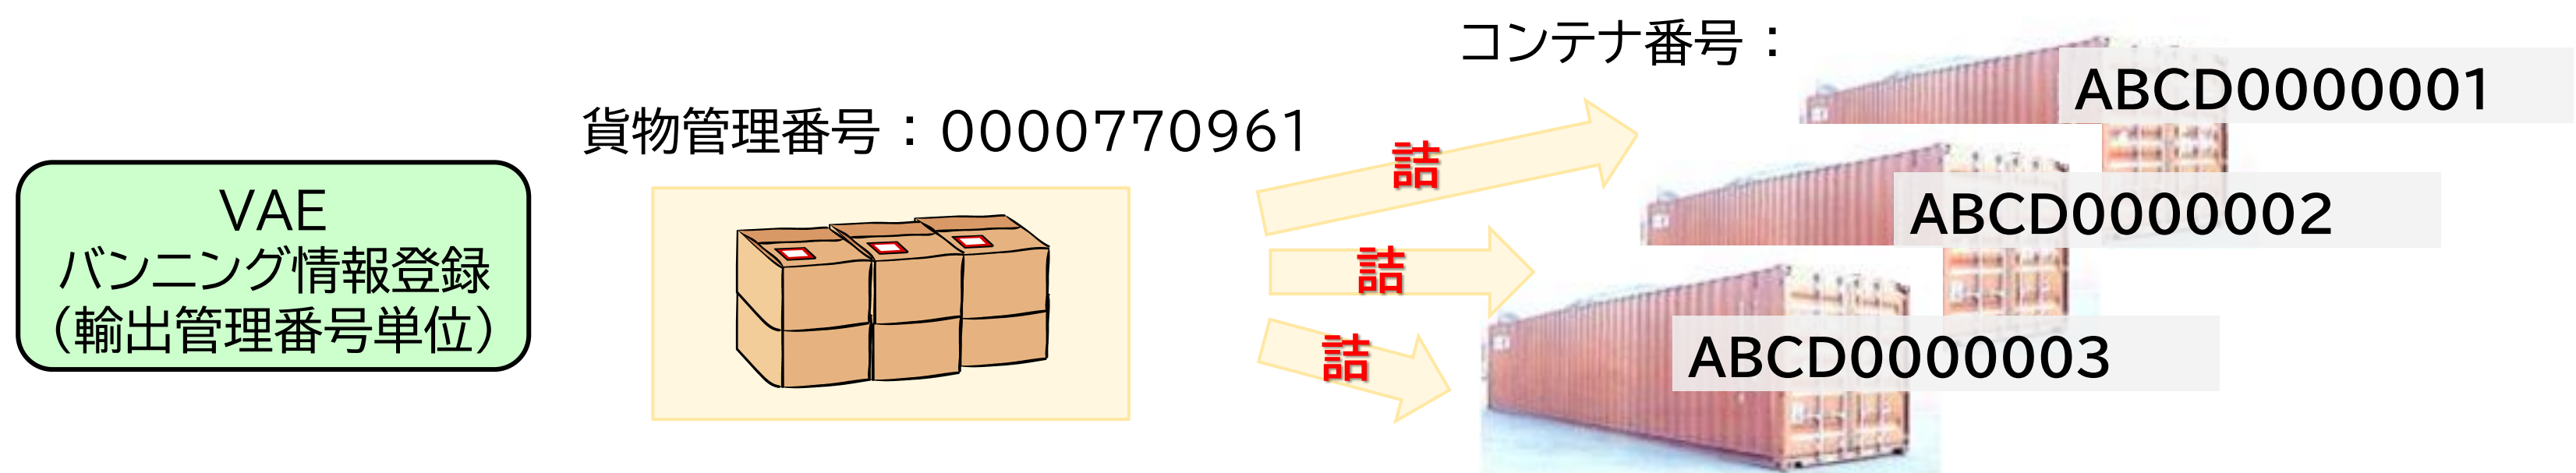 VAE
バンニング情報登録
（輸出管理番号単位）
貨物管理番号：0000770961
詰
詰
詰
コンテナ番号：
ABCD0000001
ABCD0000002
ABCD0000003